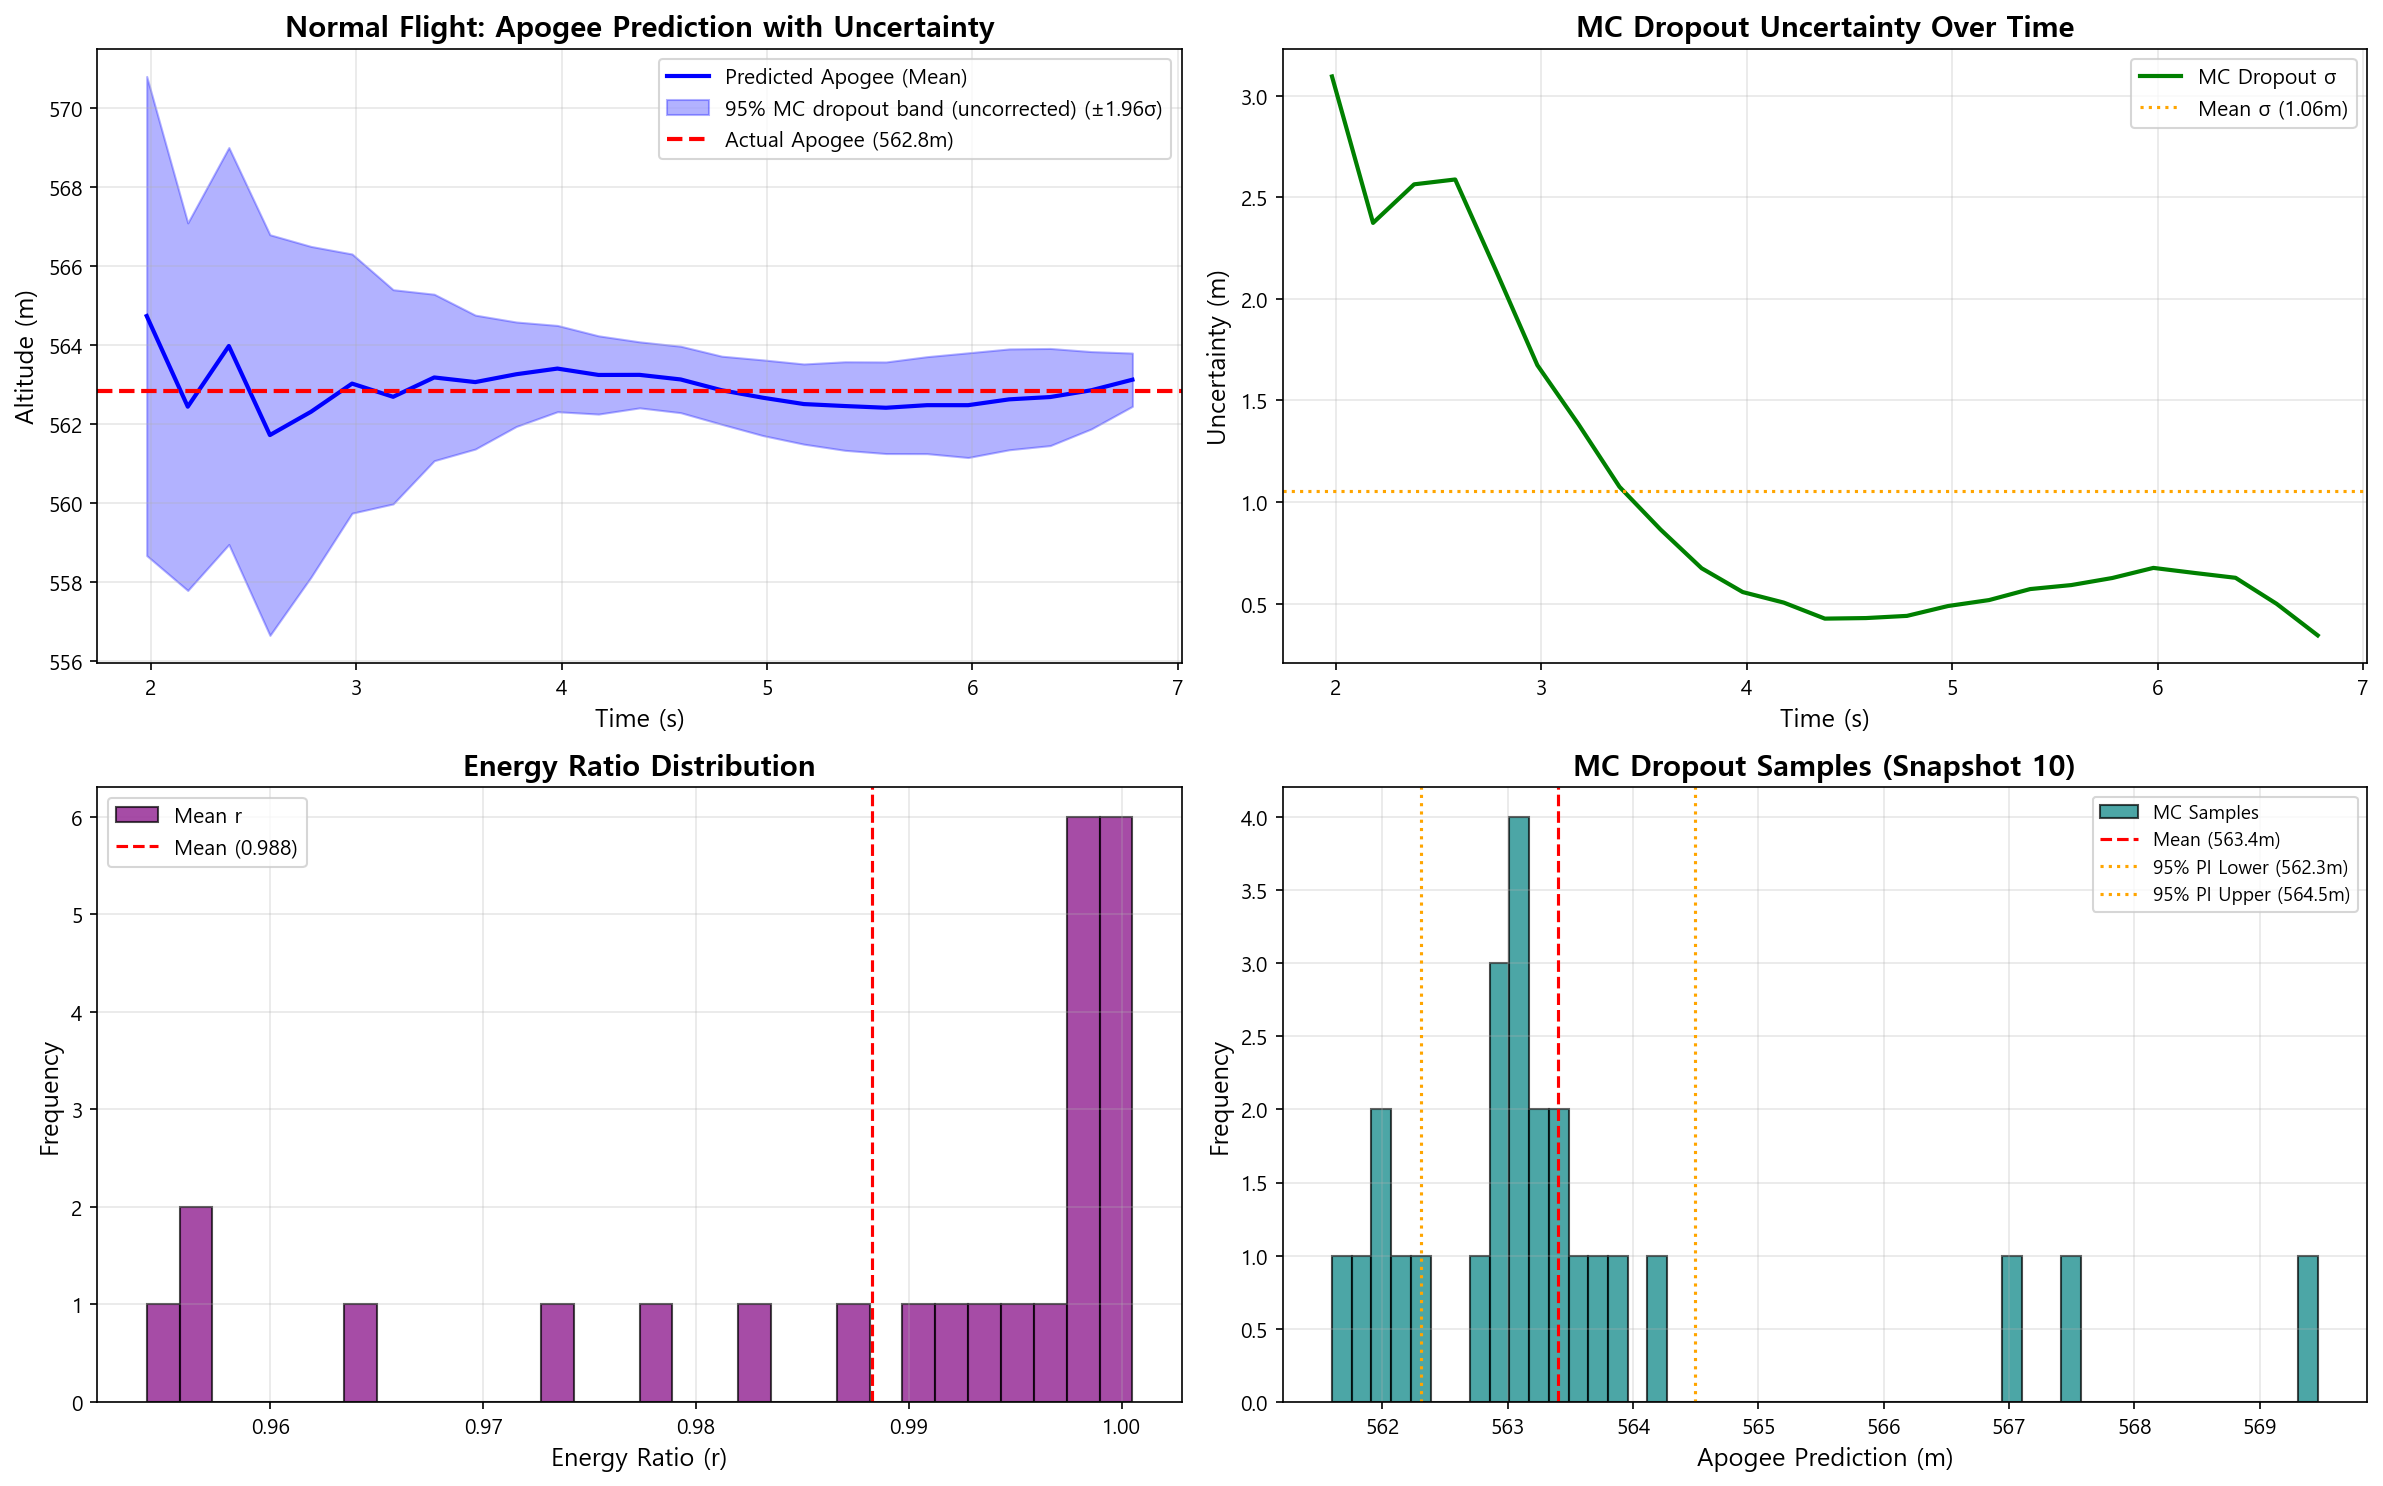 Normal Flight: Apogee Prediction with Uncertainty
Predicted Apogee (Mean)
95% MC dropout band (uncorrected) (±1.96σ)
Actual Apogee (562.8m)
Altitude (m)
570
568
566
564
562
560
558
556
2 3 4 5 6 7
Time (s)
MC Dropout Uncertainty Over Time
MC Dropout σ
Mean σ (1.06m)
Uncertainty (m)
3.0
2.5
2.0
1.5
1.0
0.5
2 3 4 5 6 7
Time (s)
Energy Ratio Distribution
Mean r
Mean (0.988)
Frequency
6
5
4
3
2
1
0
0.96 0.97 0.98 0.99 1.00
Energy Ratio (r)
MC Dropout Samples (Snapshot 10)
MC Samples
Mean (563.4m)
95% PI Lower (562.3m)
95% PI Upper (564.5m)
Frequency
4.0
3.5
3.0
2.5
2.0
1.5
1.0
0.5
0.0
562 563 564 565 566 567 568 569
Apogee Prediction (m)